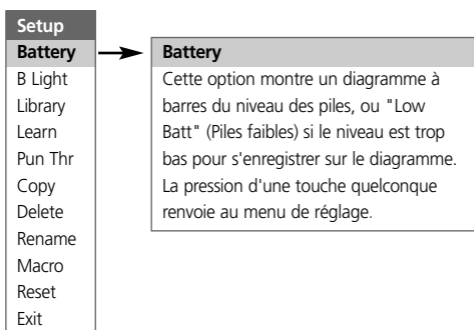 Setup
Battery
B Light
Library
Learn
Pun Thr
Copy
Delete
Rename
Macro
Reset
Exit
Battery
Cette option montre un diagramme à
barres du niveau des piles, ou "Low
Batt" (Piles faibles) si le niveau est trop
bas pour s'enregistrer sur le diagramme.
La pression d'une touche quelconque
renvoie au menu de réglage.